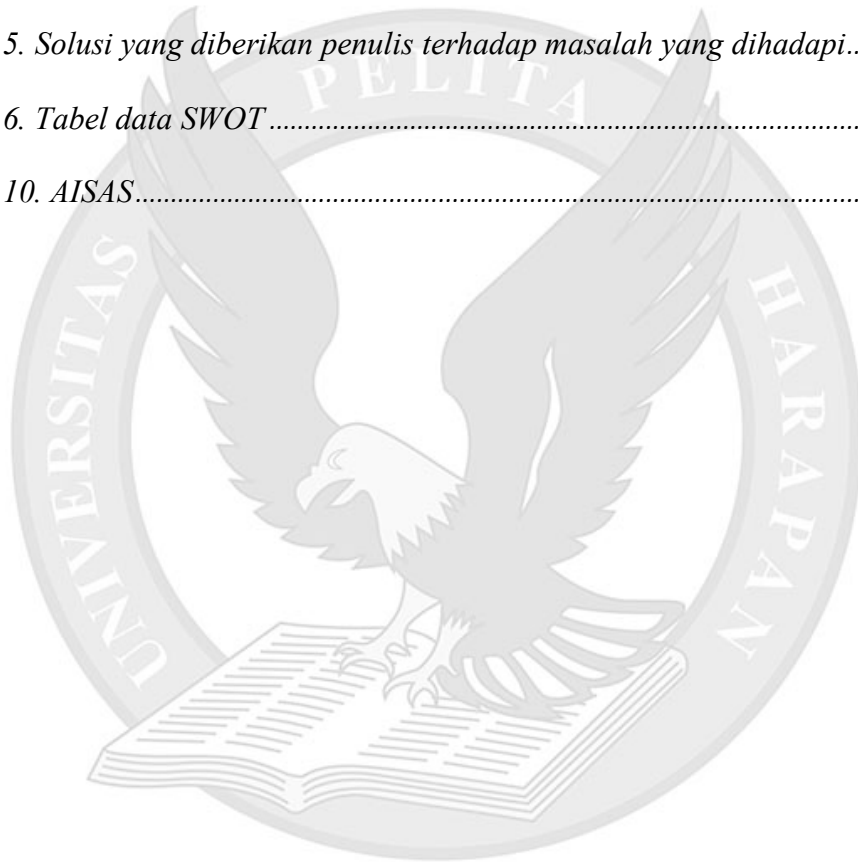 5. Solusi yang diberikan penulis terhadap masalah yang dihadapi..
6. Tabel data SWOT ..........................................................................................
10. AISAS...........................................................................................................
UNIVERSITAS PELITA HARAPAN